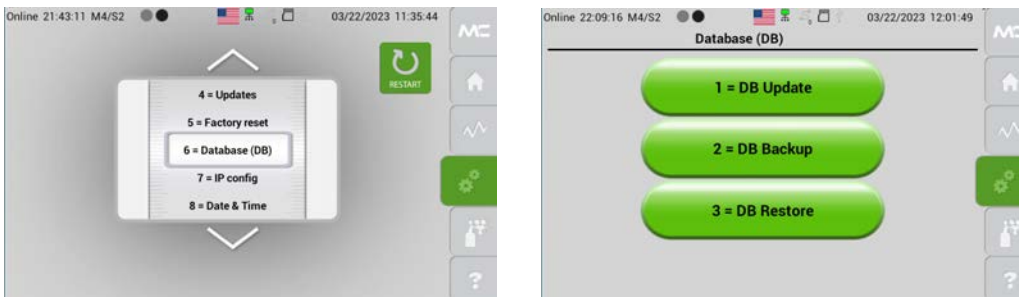 Online 21:43:11 M4/S2 03/22/2023 11:35:44
MC
RESTART
4 = Updates
5 = Factory reset
6 = Database (DB)
7 = IP config
8 = Date & Time
?
Online 22:09:16 M4/S2 03/22/2023 12:01:49
Database (DB)
MC
1 = DB Update
2 = DB Backup
3 = DB Restore
?